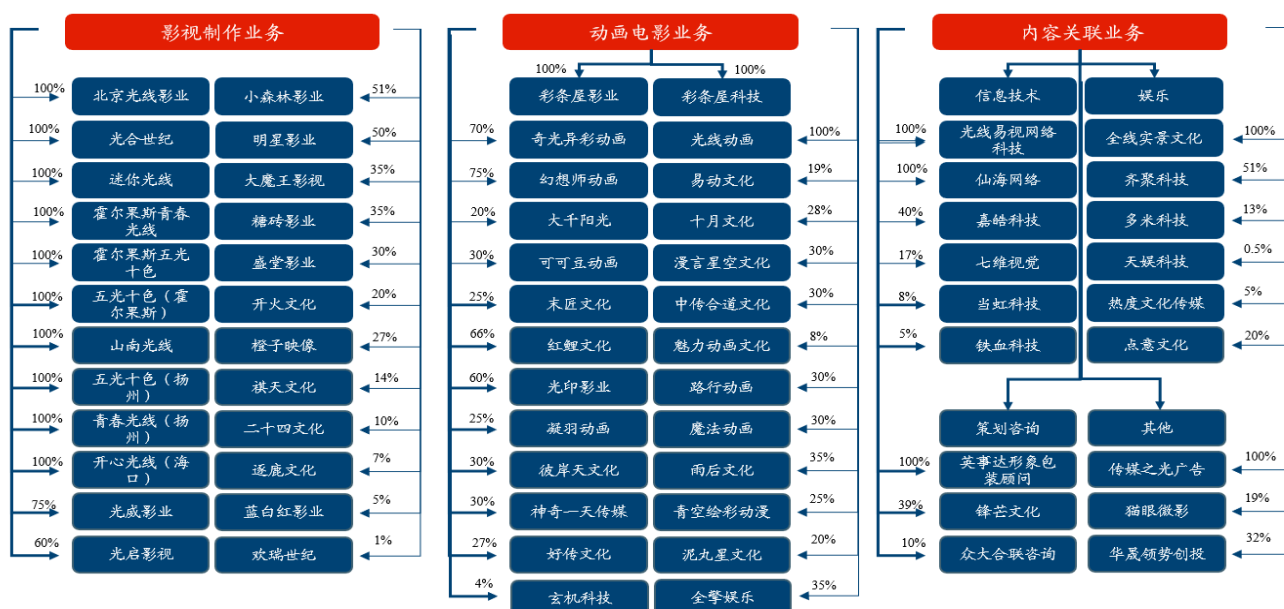 影视制作业务
100%
北京光线影业
小森林影业
51%
100%
光合世纪
明星影业
50%
100%
迷你光线
大魔王影视
35%
100%
霍尔果斯青春
光线
糖砖影业
35%
100%
霍尔果斯五光
十色
盛堂影业
30%
100%
五光十色（霍
尔果斯）
开火文化
20%
100%
山南光线
橙子映像
27%
100%
五光十色（扬
州）
祺天文化
14%
100%
青春光线（扬
州）
二十四文化
10%
100%
开心光线（海
口）
逐鹿文化
7%
75%
光威影业
蓝白红影业
5%
60%
光启影视
欢瑞世纪
1%
动画电影业务
100%
100%
彩条屋影业
彩条屋科技
70%
奇光异彩动画
光线动画
100%
75%
幻想师动画
易动文化
19%
20%
大千阳光
十月文化
28%
30%
可可豆动画
漫言星空文化
30%
25%
末匠文化
中传合道文化
30%
66%
红鲤文化
魅力动画文化
8%
60%
光印影业
路行动画
30%
25%
凝羽动画
魔法动画
30%
30%
彼岸天文化
雨后文化
35%
30%
神奇一天传媒
青空绘彩动漫
25%
27%
好传文化
泥丸星文化
20%
4%
玄机科技
全擎娱乐
35%
内容关联业务
信息技术
娱乐
100%
光线易视网络
科技
全线实景文化
100%
100%
仙海网络
齐聚科技
51%
40%
嘉皓科技
多米科技
13%
17%
七维视觉
天娱科技
0.5%
8%
当虹科技
热度文化传媒
5%
5%
铁血科技
点意文化
20%
策划咨询
其他
100%
英事达形象包
装顾问
传媒之光广告
100%
39%
锋芒文化
猫眼微影
19%
10%
众大合联咨询
华晟领势创投
32%